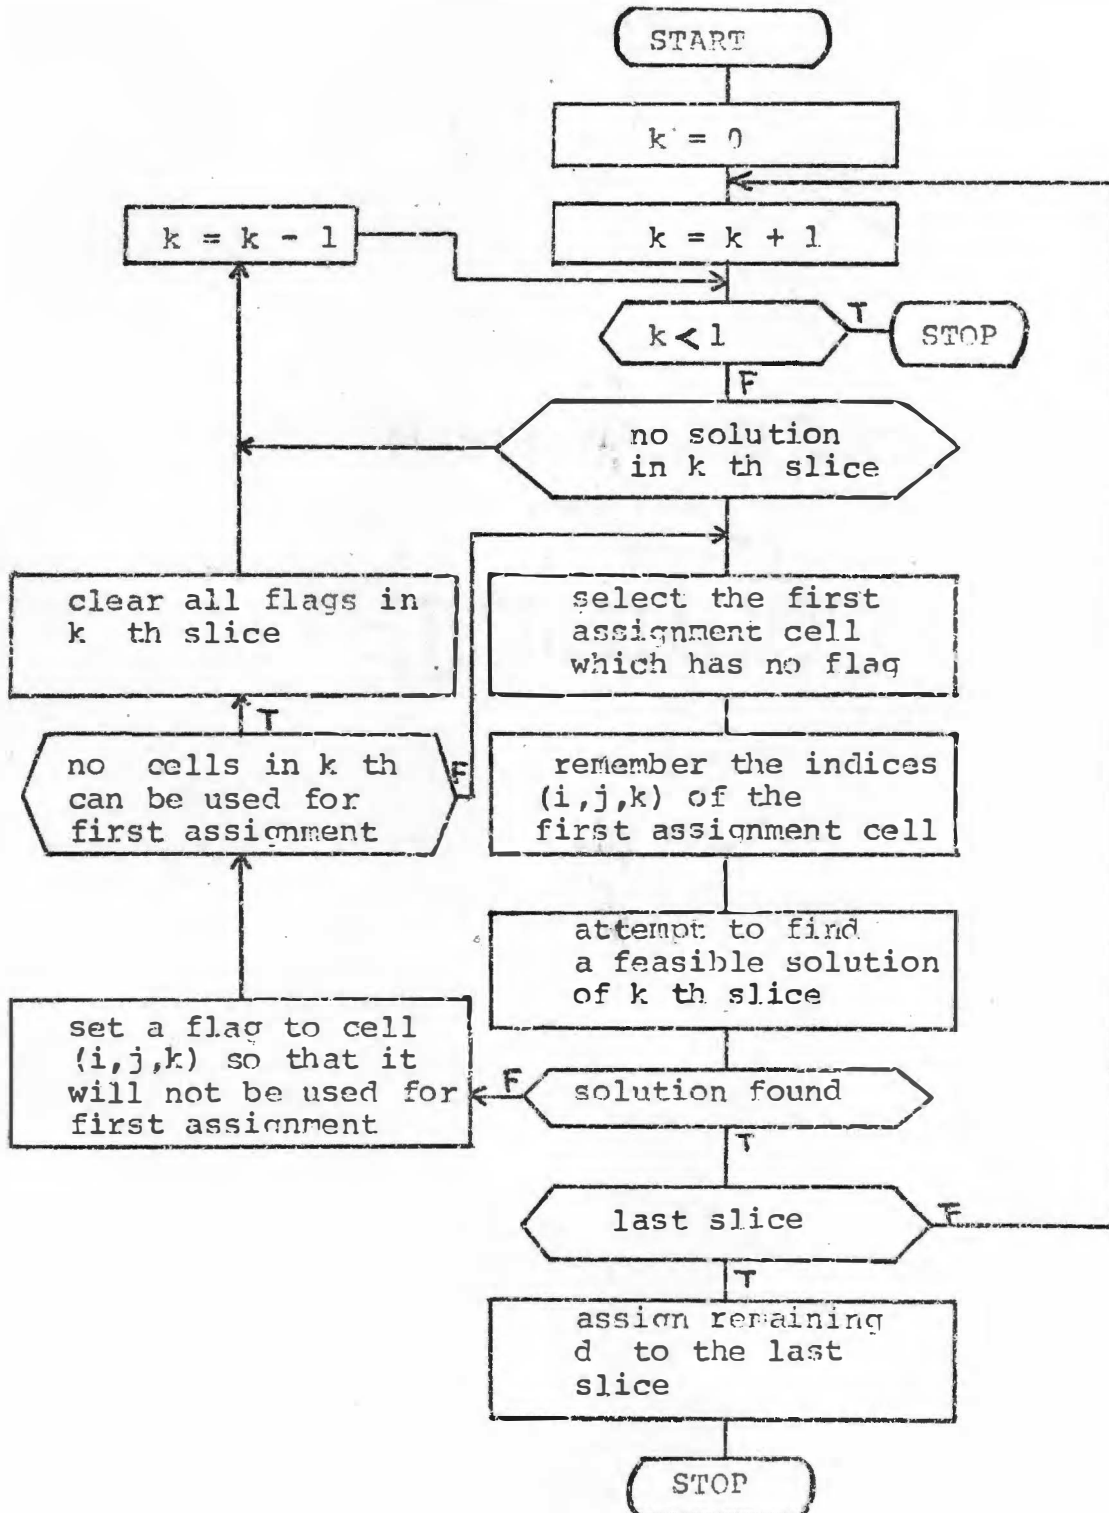 START
k = 0
k = k - 1
k = k + 1
k < 1
T
STOP
F
no solution
in k th slice
clear all flags in
k th slice
select the first
assignment cell
which has no flag
T
no cells in k th
can be used for
first assignment
F
remember the indices
(i,j,k) of the
first assignment cell
attempt to find
a feasible solution
of k th slice
set a flag to cell
(i,j,k) so that it
will not be used for
first assignment
F
solution found
T
last slice
F
T
assign remaining
d to the last
slice
STOP